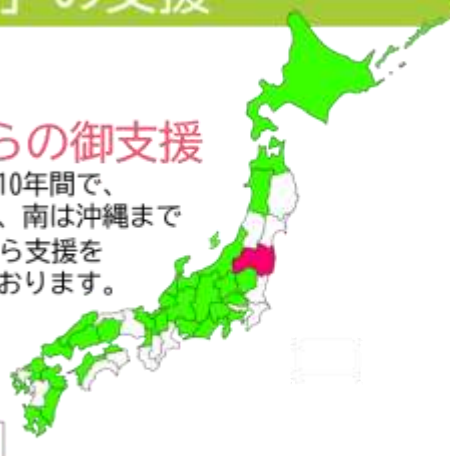 の支援
らの御支援
10年間で、
、南は沖縄まで
ら支援を
おります。